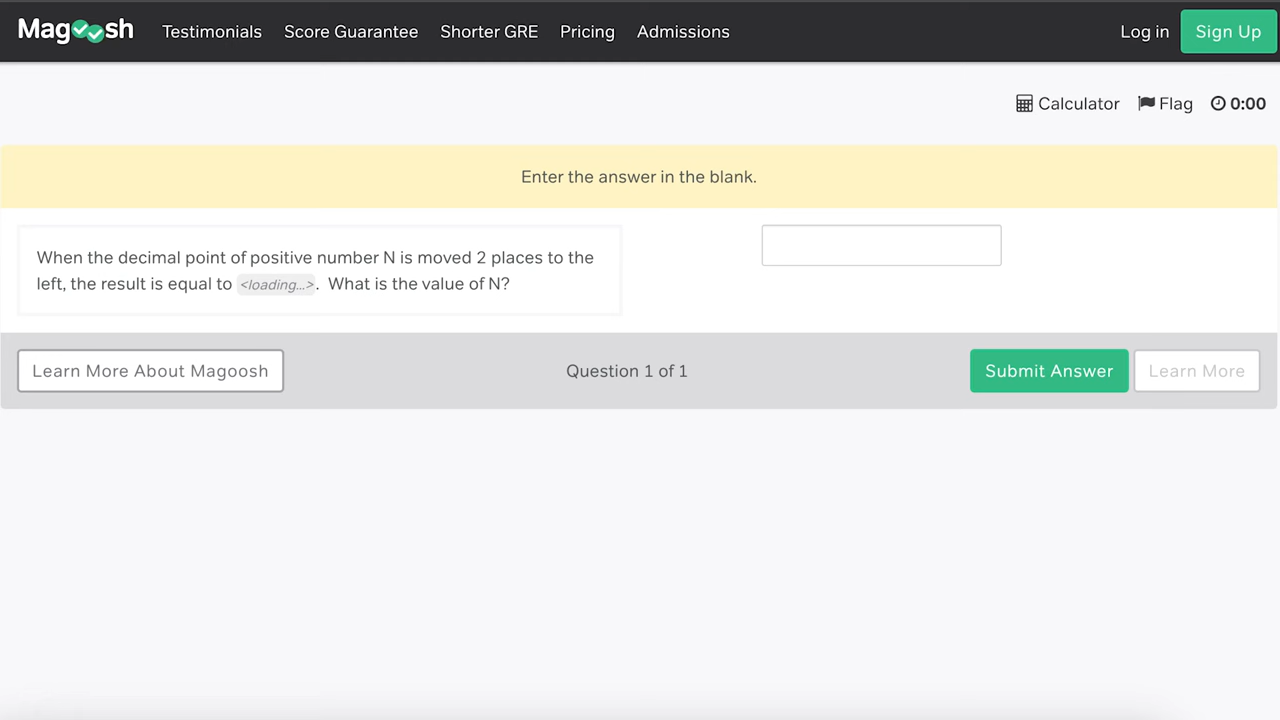 Magoosh Testimonials Score Guarantee Shorter GRE Pricing Admissions Log in Sign Up
Calculator Flag 0:00
Enter the answer in the blank.
When the decimal point of positive number N is moved 2 places to the
left, the result is equal to <loading...>. What is the value of N?
Learn More About Magoosh Question 1 of 1 Submit Answer Learn More